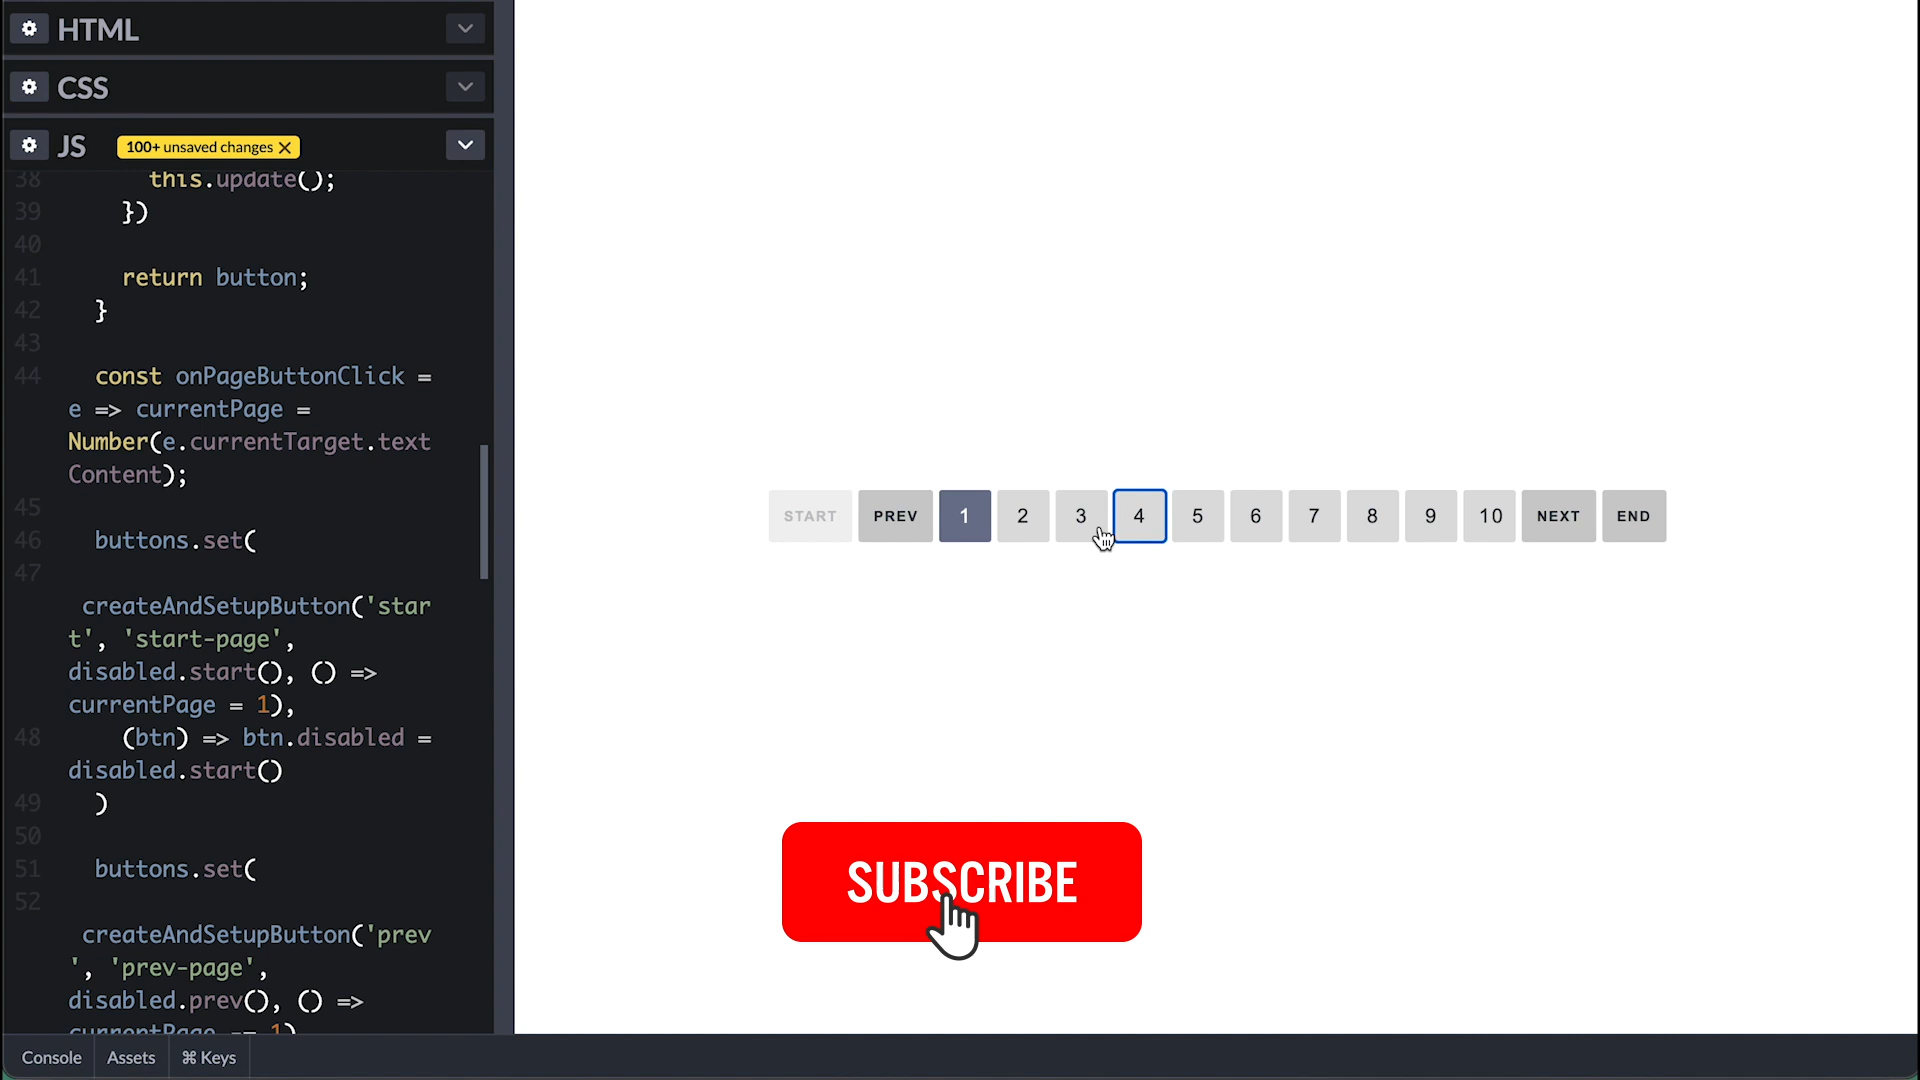 HTML
CSS
JS
100+ unsaved changes
38
this.update();
39
})
40
41
return button;
42
}
43
44
const onPageButtonClick =
e => currentPage =
Number(e.currentTarget.text
Content);
45
46
buttons.set(
47
createAndSetupButton('star
t', 'start-page',
disabled.start(), () =>
currentPage = 1),
48
(btn) => btn.disabled =
disabled.start()
49
)
50
51
buttons.set(
52
createAndSetupButton('prev
', 'prev-page',
disabled.prev(), () =>
currentPage -= 1)
START PREV 1 2 3 4 5 6 7 8 9 10 NEXT END
SUBSCRIBE
Console Assets ⌘ Keys